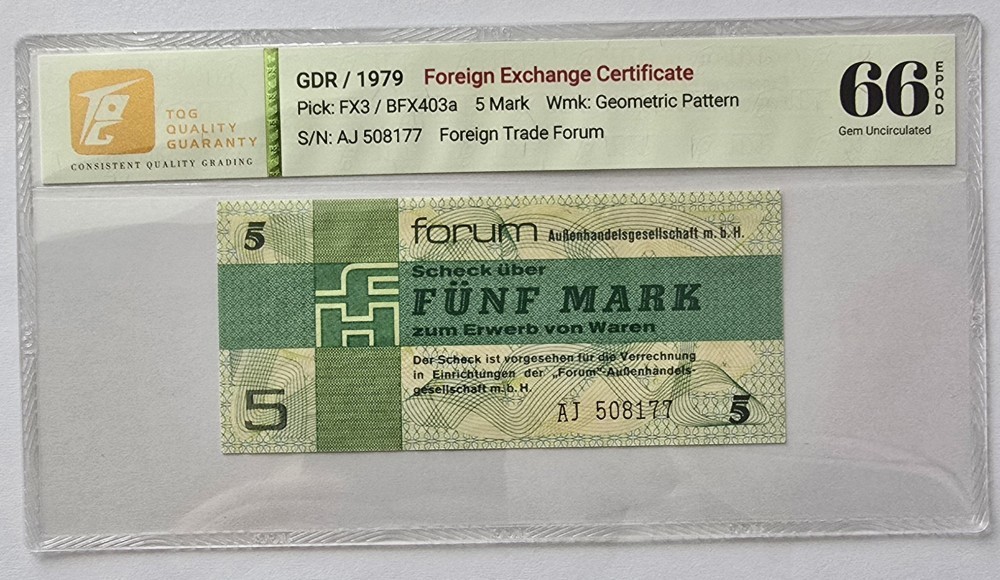 TQG
QUALITY
GUARANTY
CONSISTENT QUALITY GRADING
GDR / 1979 Foreign Exchange Certificate
Pick: FX3 / BFX403a 5 Mark Wmk: Geometric Pattern
S/N: AJ 508177 Foreign Trade Forum
66 EPQD
Gem Uncirculated
5
forum Außenhandelsgesellschaft m. b. H.
Scheck über
FÜNF MARK
zum Erwerb von Waren
Der Scheck ist vorgesehen für die Verrechnung
in Einrichtungen der „Forum“-Außenhandels-
gesellschaft m. b. H.
5
AJ 508177
5